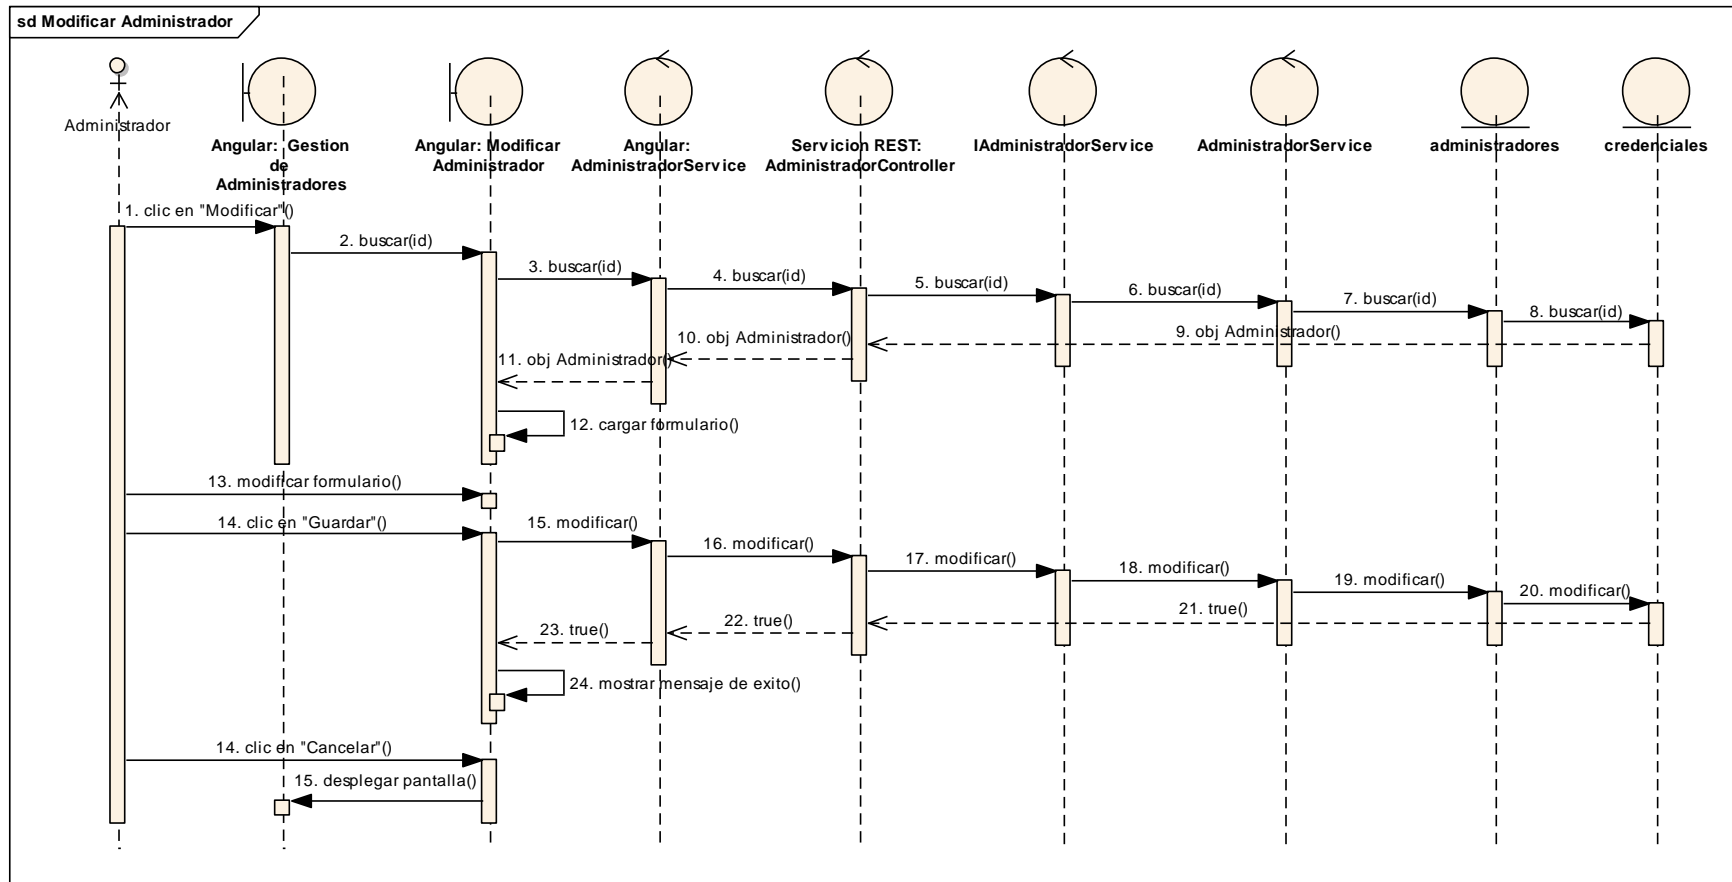 sd Modificar Administrador
Administrador
Angular: Gestion
de
Administradores
Angular: Modificar
Administrador
Angular:
AdministradorService
Servicion REST:
AdministradorController
IAdministradorService
AdministradorService
administradores
credenciales
1. clic en "Modificar"()
2. buscar(id)
3. buscar(id)
4. buscar(id)
5. buscar(id)
6. buscar(id)
7. buscar(id)
8. buscar(id)
9. obj Administrador()
10. obj Administrador()
11. obj Administrador()
12. cargar formulario()
13. modificar formulario()
14. clic en "Guardar"()
15. modificar()
16. modificar()
17. modificar()
18. modificar()
19. modificar()
20. modificar()
21. true()
22. true()
23. true()
24. mostrar mensaje de exito()
14. clic en "Cancelar"()
15. desplegar pantalla()